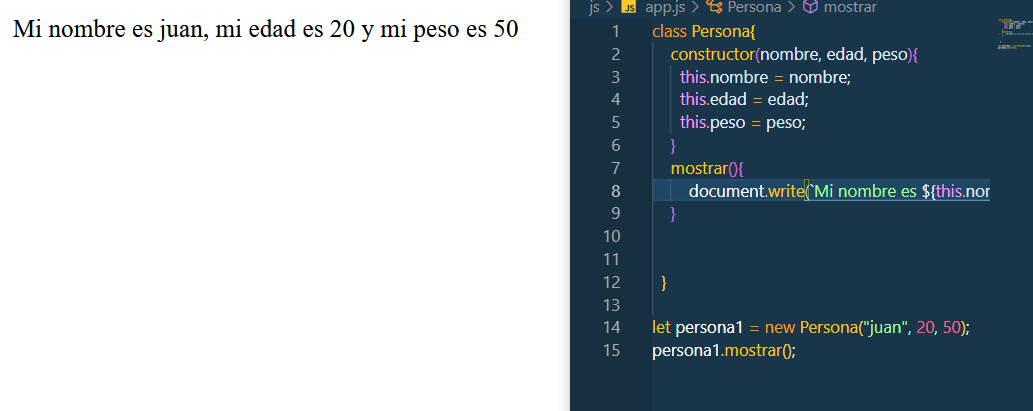 Mi nombre es juan, mi edad es 20 y mi peso es 50
js > JS app.js > Persona > mostrar
1 class Persona{
2 constructor(nombre, edad, peso){
3 this.nombre = nombre;
4 this.edad = edad;
5 this.peso = peso;
6 }
7 mostrar(){
8 document.write(`Mi nombre es ${this.nor
9 }
10
11
12 }
13
14 let persona1 = new Persona("juan", 20, 50);
15 persona1.mostrar();